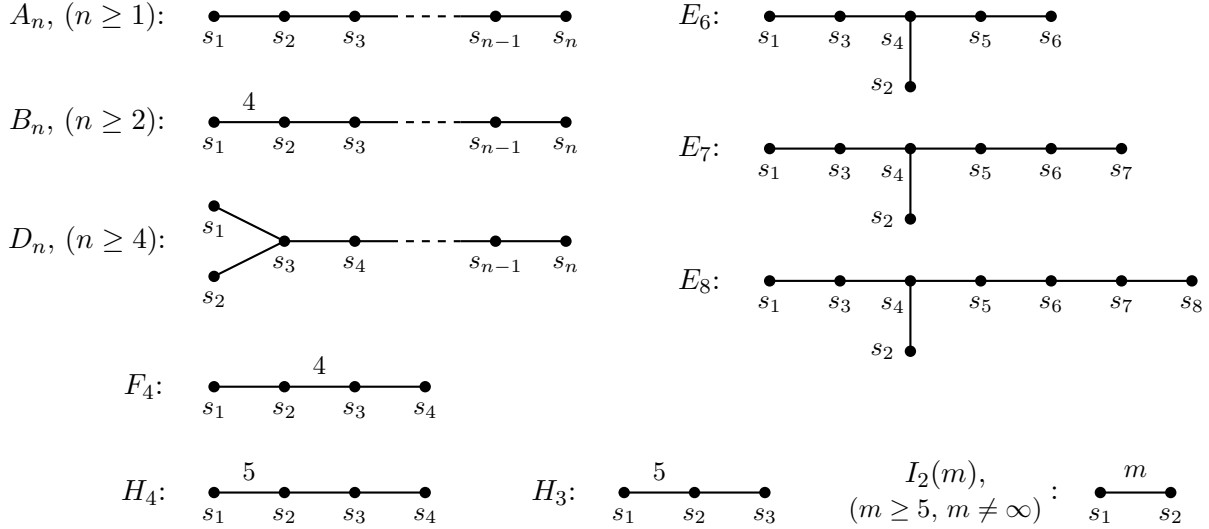 A_n, (n ≥ 1):
s_1 s_2 s_3 s_{n−1} s_n
B_n, (n ≥ 2):
4
s_1 s_2 s_3 s_{n−1} s_n
D_n, (n ≥ 4):
s_1
s_3 s_4 s_{n−1} s_n
s_2
F_4:
4
s_1 s_2 s_3 s_4
H_4:
5
s_1 s_2 s_3 s_4
H_3:
5
s_1 s_2 s_3
E_6:
s_1 s_3 s_4 s_5 s_6
s_2
E_7:
s_1 s_3 s_4 s_5 s_6 s_7
s_2
E_8:
s_1 s_3 s_4 s_5 s_6 s_7 s_8
s_2
I_2(m),
(m ≥ 5, m ≠ ∞) :
m
s_1 s_2